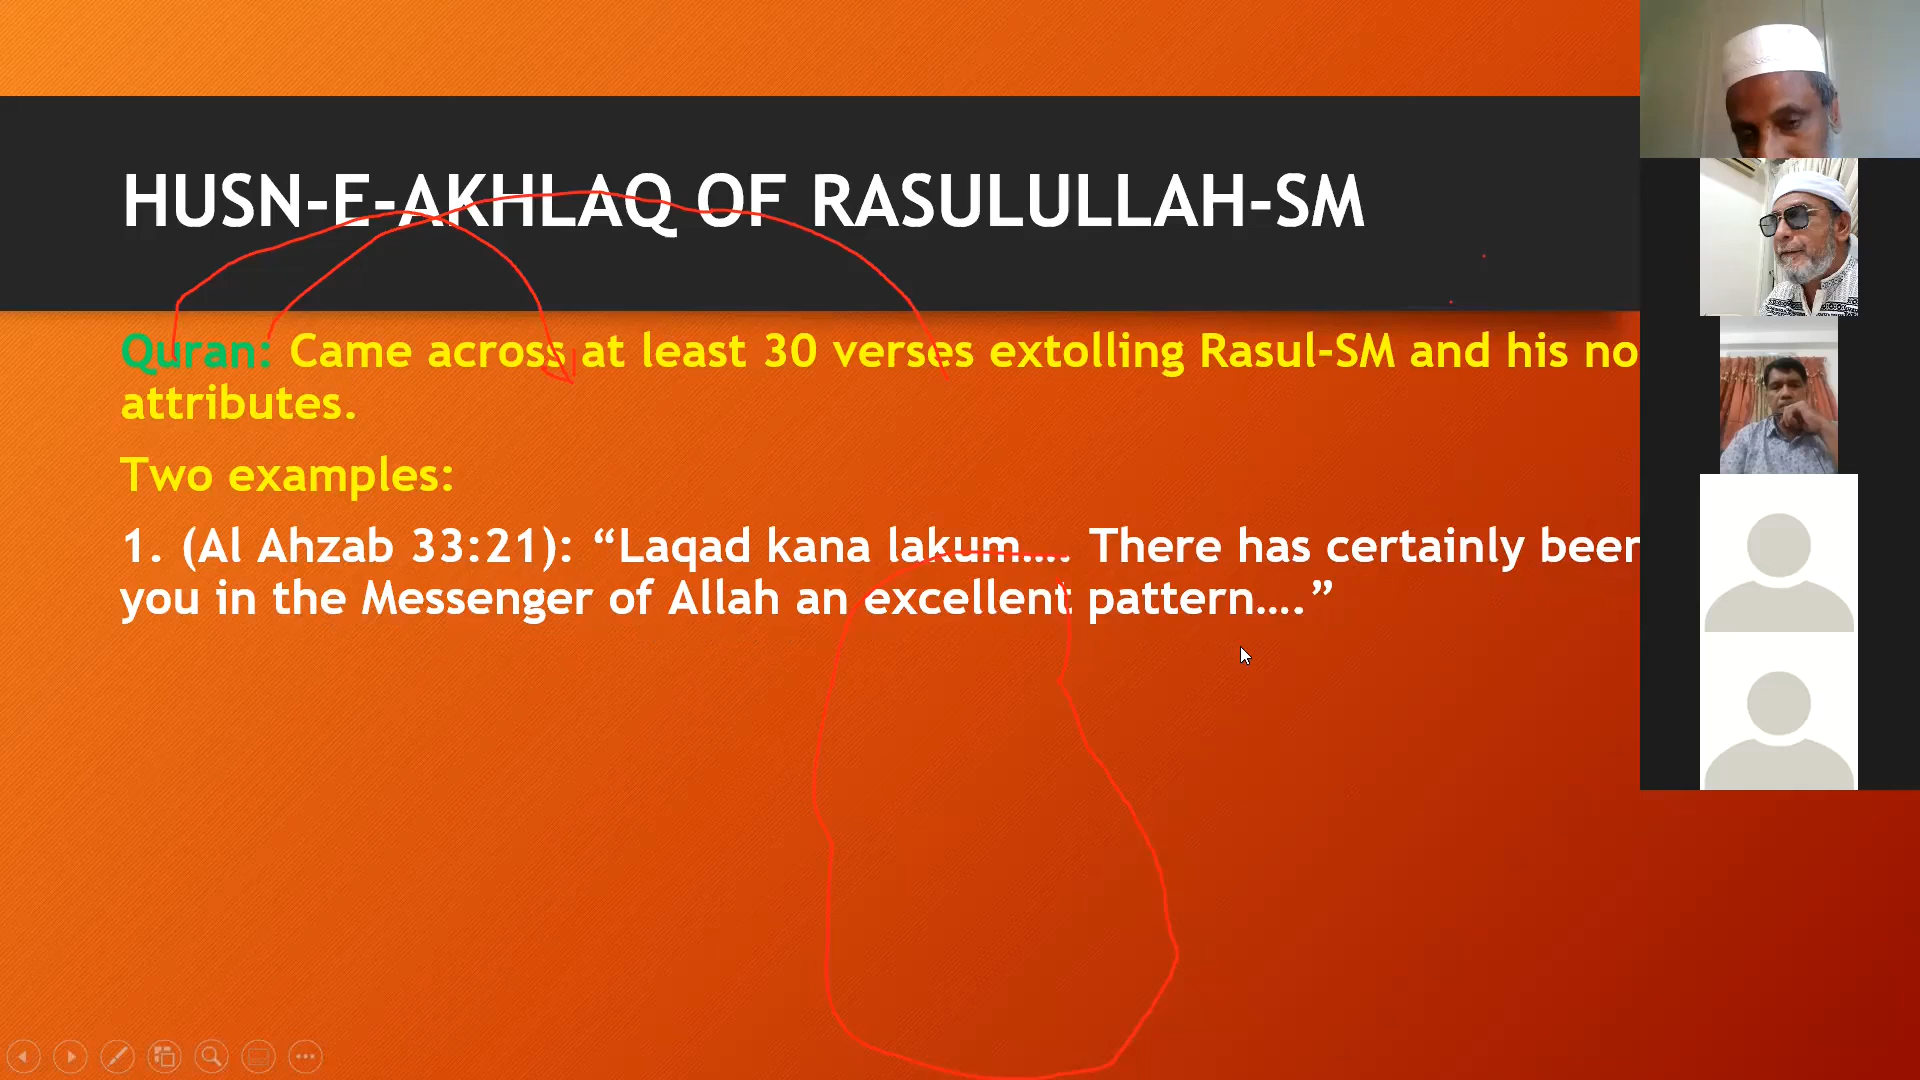 HUSN-E-AKHLAQ OF RASULULLAH-SM
Quran: Came across at least 30 verses extolling Rasul-SM and his no
attributes.
Two examples:
1. (Al Ahzab 33:21): “Laqad kana lakum…. There has certainly been
you in the Messenger of Allah an excellent pattern….”